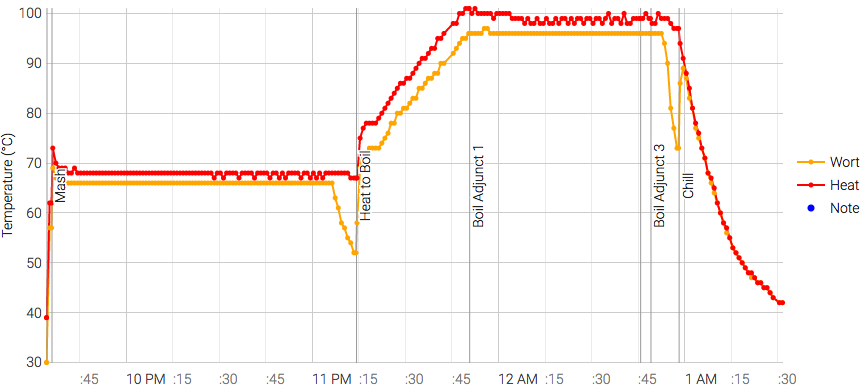 100
90
80
70
60
50
40
30
Temperature (°C)
Mash
Heat to Boil
Boil Adjunct 1
Boil Adjunct 3
Chill
Wort
Heat
Note
:45 10 PM :15 :30 :45 11 PM :15 :30 :45 12 AM :15 :30 :45 1 AM :15 :30